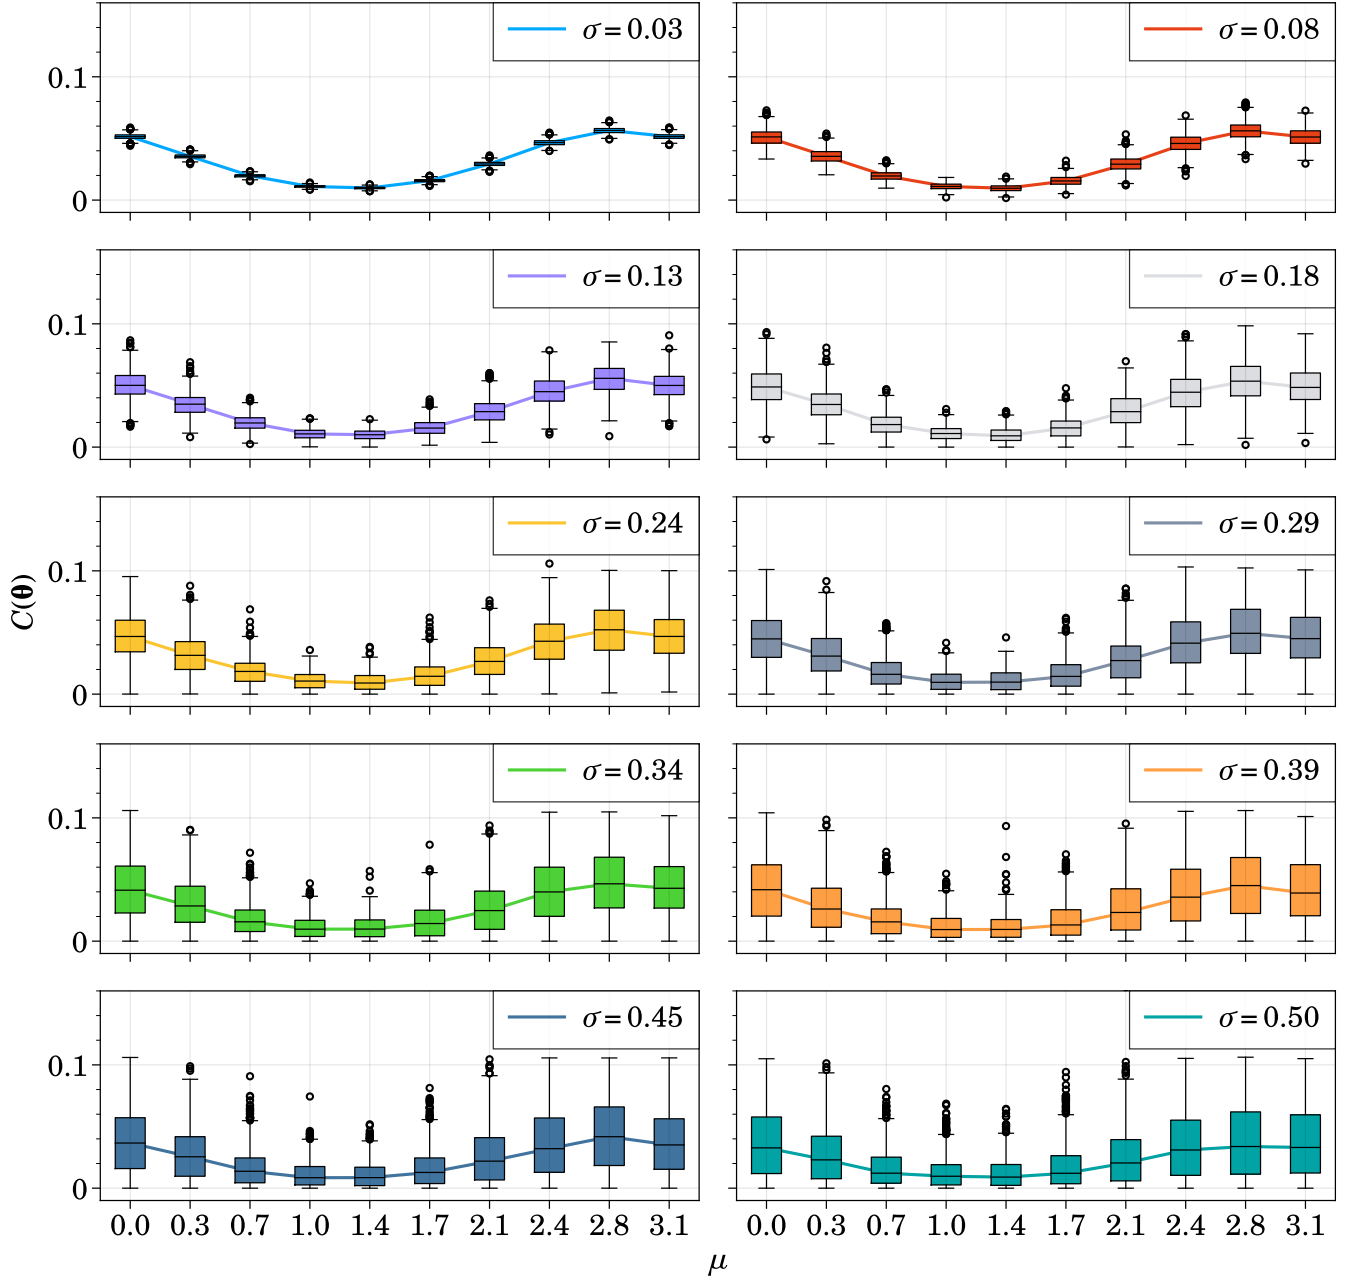 σ = 0.03
σ = 0.08
0.1
0
σ = 0.13
σ = 0.18
0.1
0
σ = 0.24
σ = 0.29
0.1
0
C(θ)
σ = 0.34
σ = 0.39
0.1
0
σ = 0.45
σ = 0.50
0.1
0
0.0 0.3 0.7 1.0 1.4 1.7 2.1 2.4 2.8 3.1
0.0 0.3 0.7 1.0 1.4 1.7 2.1 2.4 2.8 3.1
μ